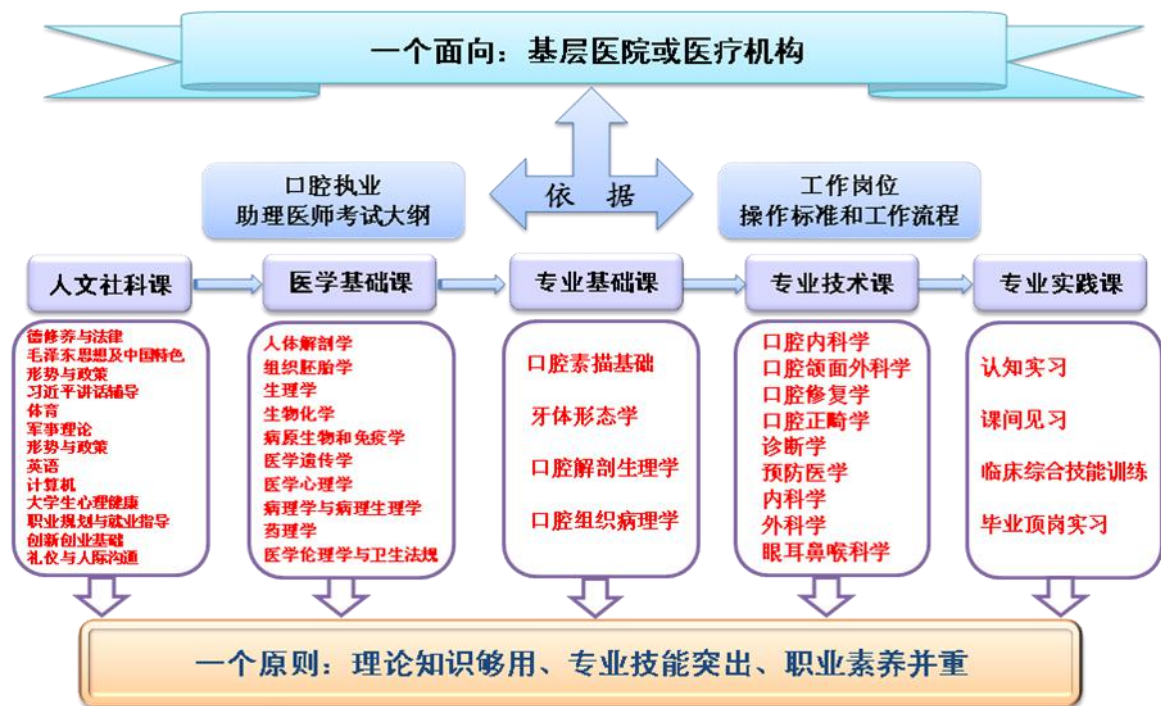 一个面向：基层医院或医疗机构
口腔执业
助理医师考试大纲
依 据
工作岗位
操作标准和工作流程
人文社科课
医学基础课
专业基础课
专业技术课
专业实践课
德修养与法律
毛泽东思想及中国特色
形势与政策
习近平讲话辅导
体育
军事理论
形势与政策
英语
计算机
大学生心理健康
职业规划与就业指导
创新创业基础
礼仪与人际沟通
人体解剖学
组织胚胎学
生理学
生物化学
病原生物和免疫学
医学遗传学
医学心理学
病理学与病理生理学
药理学
医学伦理学与卫生法规
口腔素描基础
牙体形态学
口腔解剖生理学
口腔组织病理学
口腔内科学
口腔颌面外科学
口腔修复学
口腔正畸学
诊断学
预防医学
内科学
外科学
眼耳鼻喉科学
认知实习
课间见习
临床综合技能训练
毕业顶岗实习
一个原则：理论知识够用、专业技能突出、职业素养并重